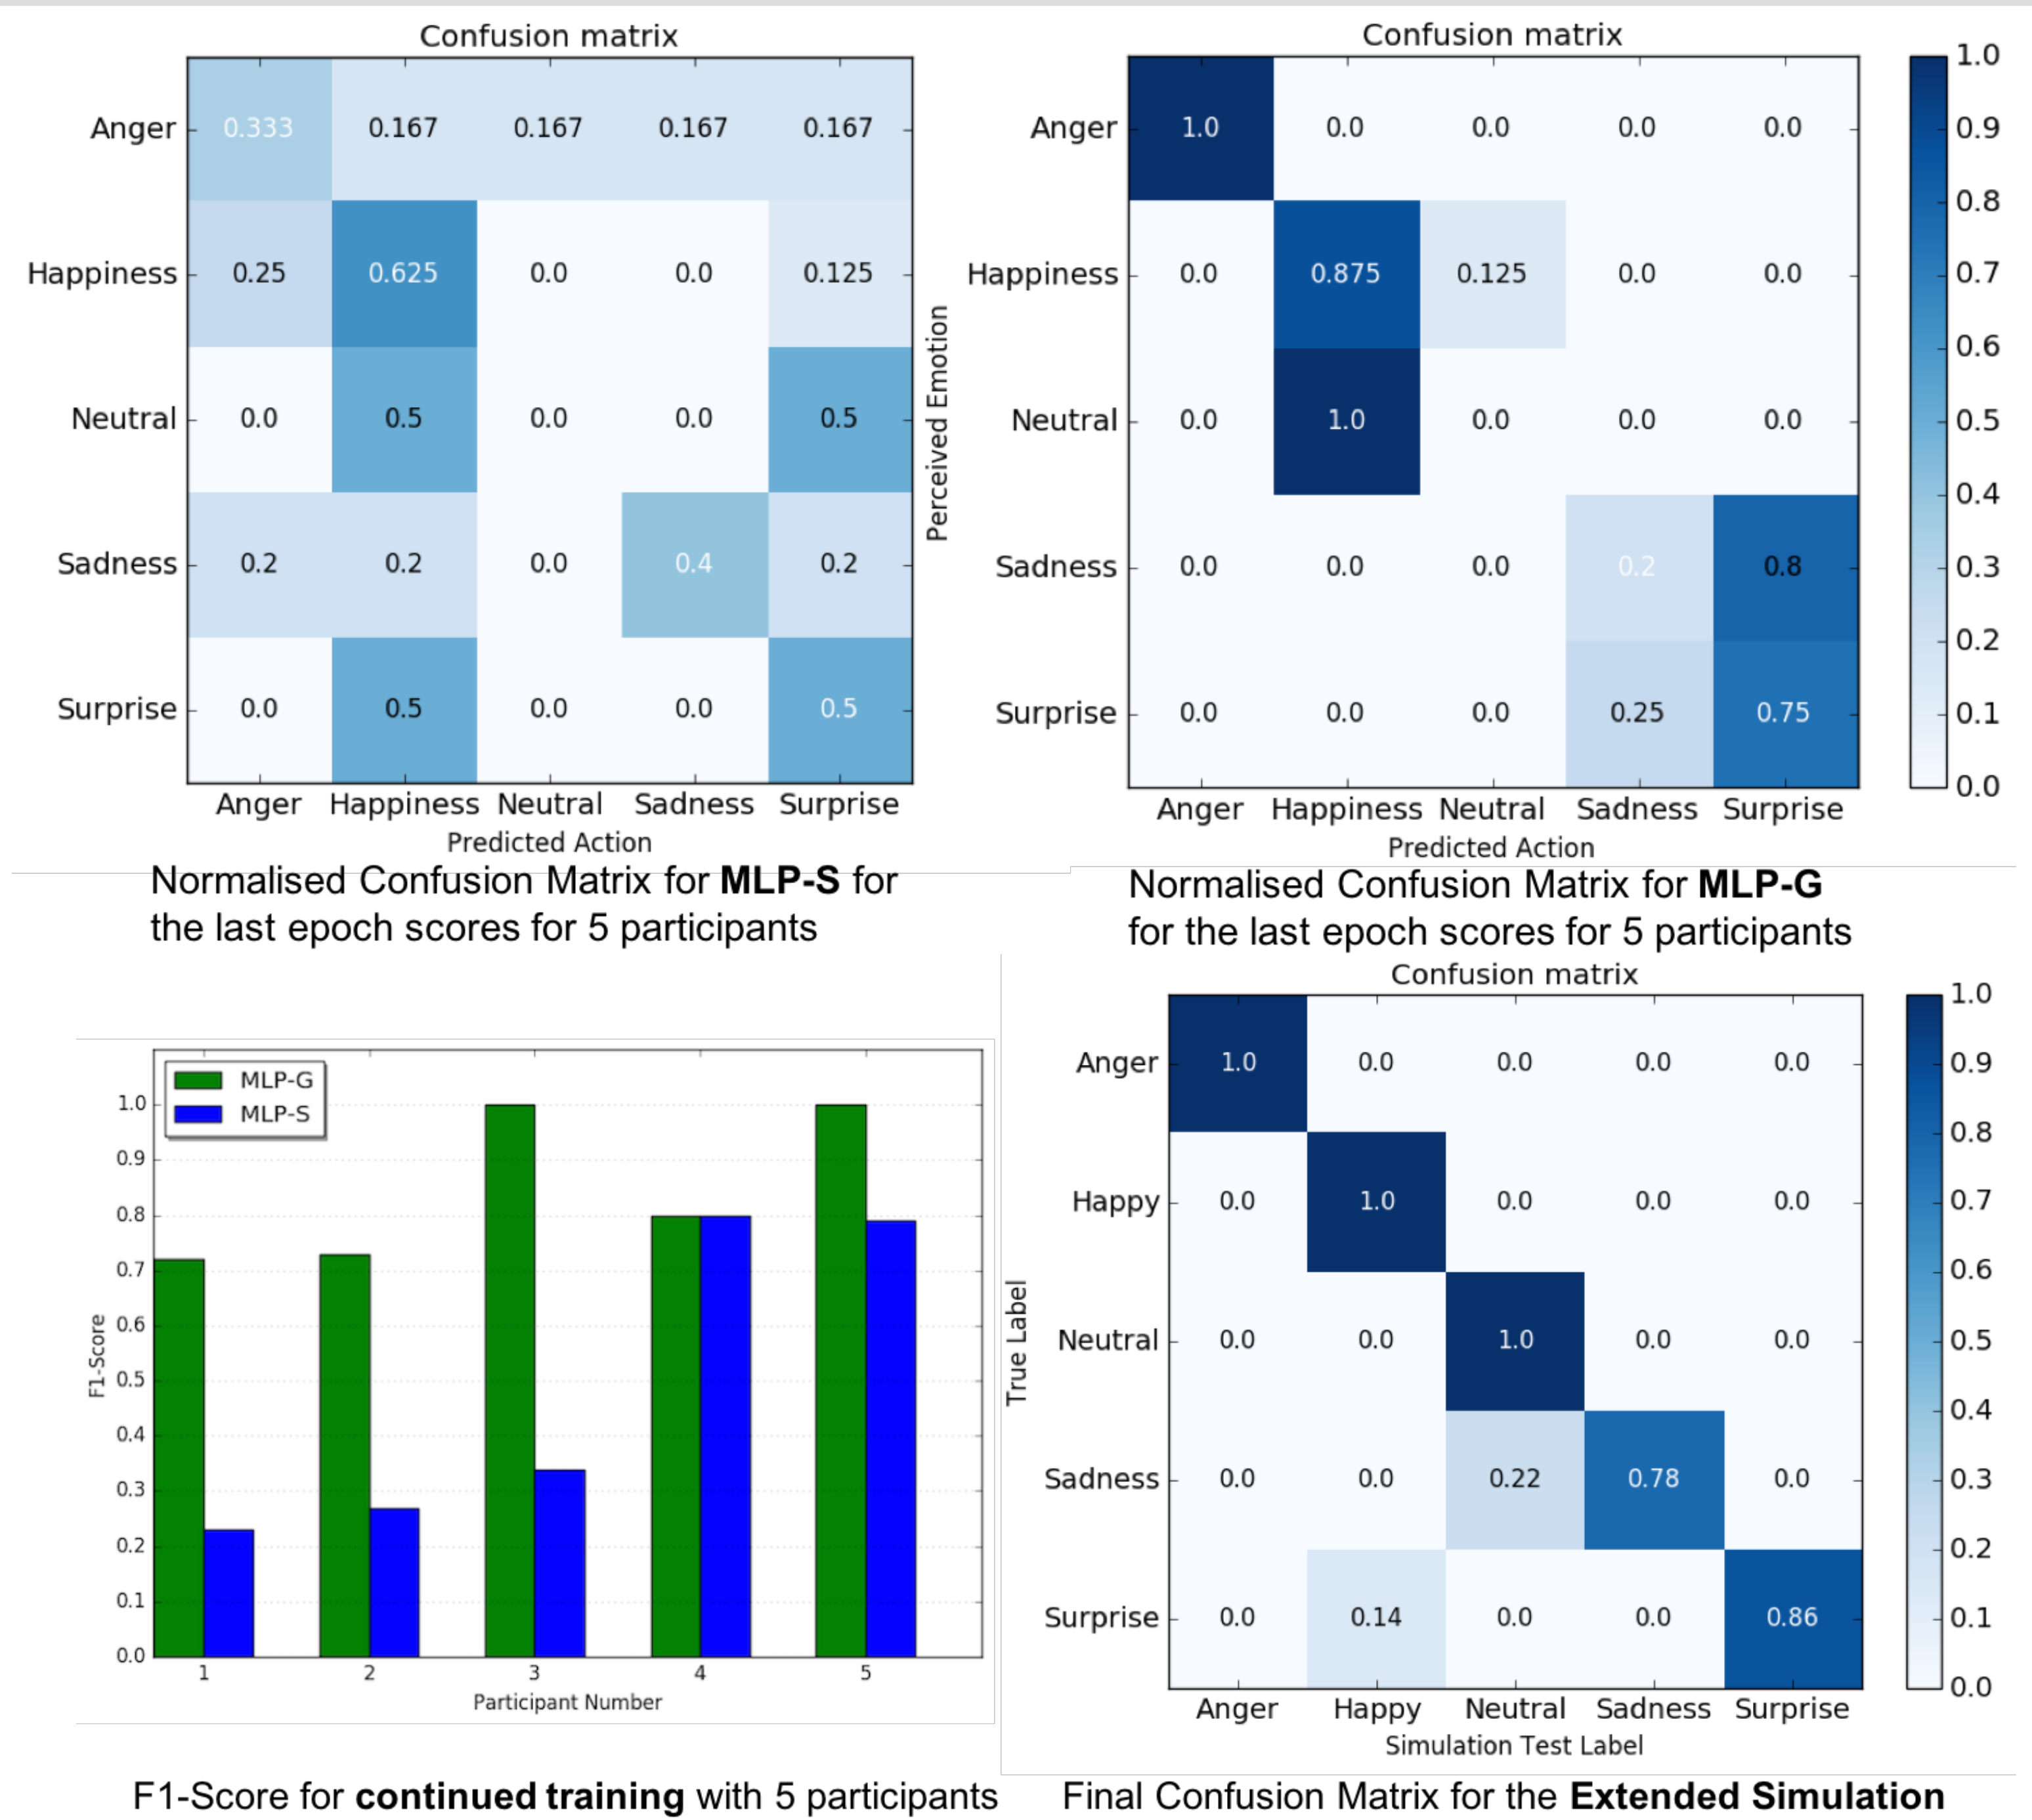 Confusion matrix
Anger 0.333 0.167 0.167 0.167 0.167
Happiness 0.25 0.625 0.0 0.0 0.125
Neutral 0.0 0.5 0.0 0.0 0.5
Sadness 0.2 0.2 0.0 0.4 0.2
Surprise 0.0 0.5 0.0 0.0 0.5
Anger Happiness Neutral Sadness Surprise
Predicted Action
Normalised Confusion Matrix for MLP-S for
the last epoch scores for 5 participants
Confusion matrix
Perceived Emotion
Anger 1.0 0.0 0.0 0.0 0.0
Happiness 0.0 0.875 0.125 0.0 0.0
Neutral 0.0 1.0 0.0 0.0 0.0
Sadness 0.0 0.0 0.0 0.2 0.8
Surprise 0.0 0.0 0.0 0.25 0.75
Anger Happiness Neutral Sadness Surprise
Predicted Action
1.0
0.9
0.8
0.7
0.6
0.5
0.4
0.3
0.2
0.1
0.0
Normalised Confusion Matrix for MLP-G
for the last epoch scores for 5 participants
MLP-G
MLP-S
F1-Score
1.0
0.9
0.8
0.7
0.6
0.5
0.4
0.3
0.2
0.1
0.0
1 2 3 4 5
Participant Number
F1-Score for continued training with 5 participants
Confusion matrix
True Label
Anger 1.0 0.0 0.0 0.0 0.0
Happy 0.0 1.0 0.0 0.0 0.0
Neutral 0.0 0.0 1.0 0.0 0.0
Sadness 0.0 0.0 0.22 0.78 0.0
Surprise 0.0 0.14 0.0 0.0 0.86
Anger Happy Neutral Sadness Surprise
Simulation Test Label
1.0
0.9
0.8
0.7
0.6
0.5
0.4
0.3
0.2
0.1
0.0
Final Confusion Matrix for the Extended Simulation